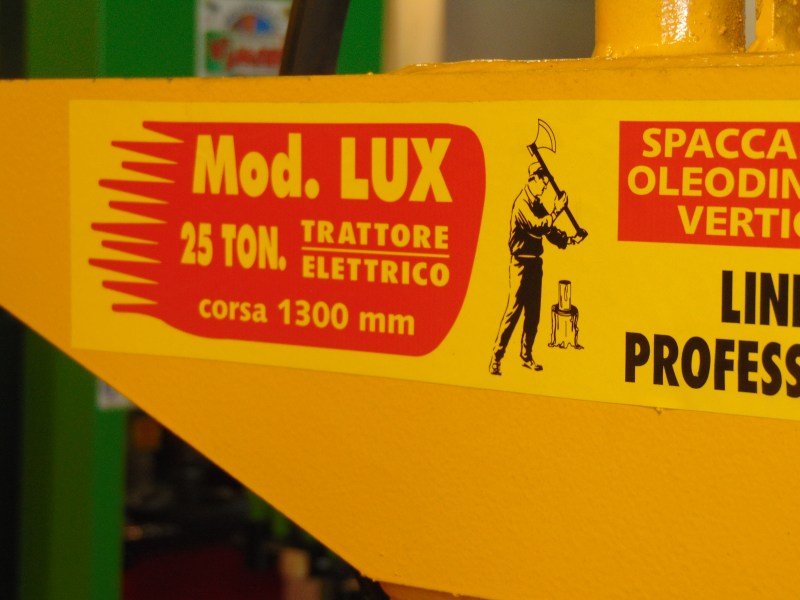 Mod. LUX
25 TON. TRATTORE
ELETTRICO
corsa 1300 mm
SPACCA
OLEODIN
VERTIC
LIN
PROFESS